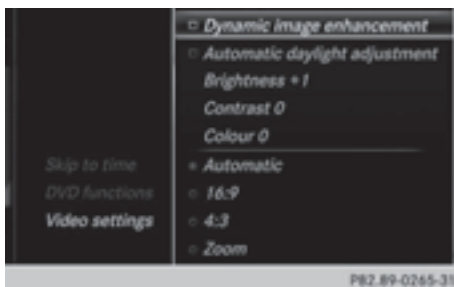 Dynamic image enhancement
Automatic daylight adjustment
Brightness +1
Contrast 0
Colour 0
Skip to time
Automatic
DVD functions
16:9
Video settings
4:3
Zoom
P82.89-0265-31